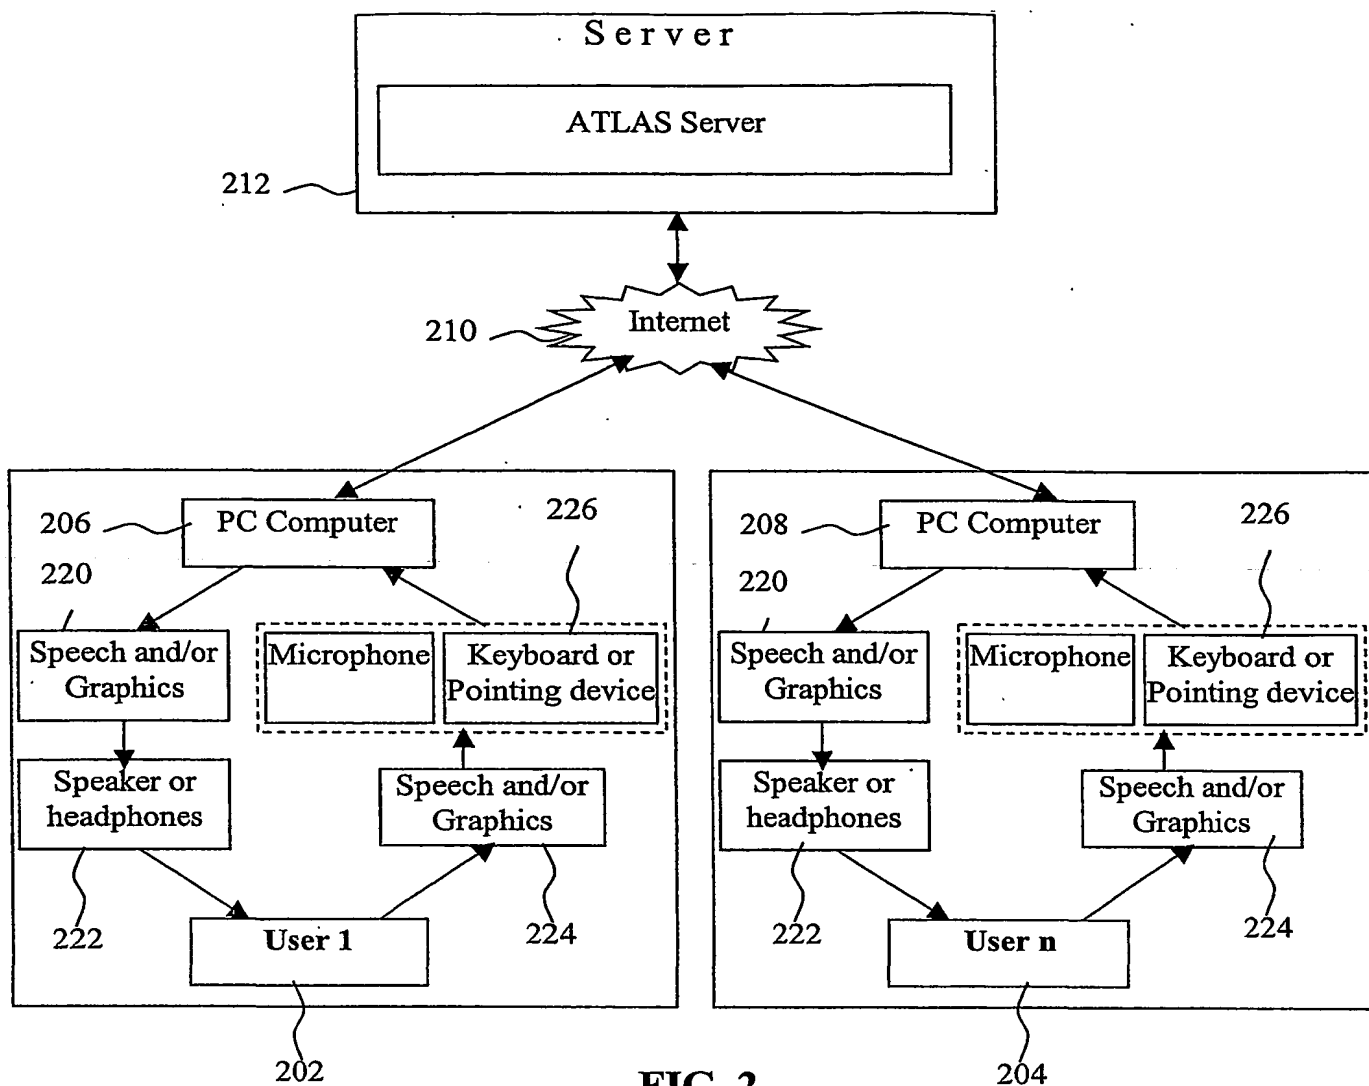 Server
ATLAS Server
212
Internet
210
206
PC Computer
226
220
Speech and/or
Graphics
Microphone
Keyboard or
Pointing device
Speaker or
headphones
Speech and/or
Graphics
222
User 1
224
202
208
PC Computer
226
220
Speech and/or
Graphics
Microphone
Keyboard or
Pointing device
Speaker or
headphones
Speech and/or
Graphics
222
User n
224
204
FIG. 2